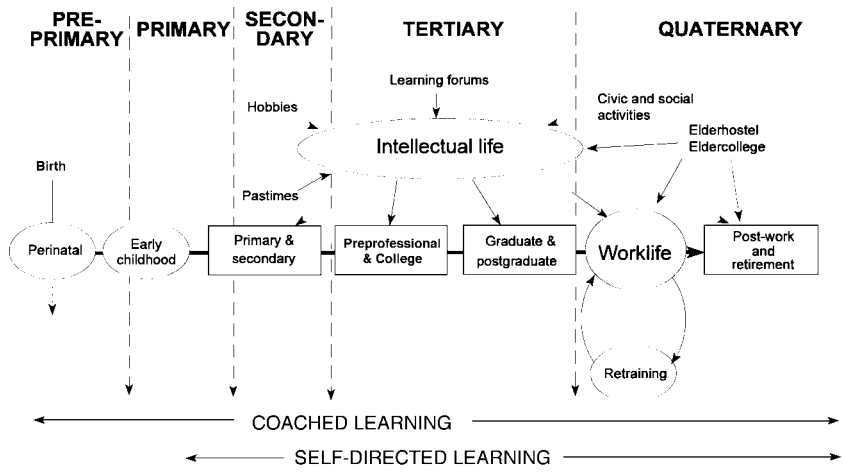 PRE-
PRIMARY
PRIMARY
SECON-
DARY
TERTIARY
QUATERNARY
Learning forums
Hobbies
Civic and social
activities
Elderhostel
Eldercollege
Intellectual life
Birth
Pastimes
Perinatal
Early
childhood
Primary &
secondary
Preprofessional
& College
Graduate &
postgraduate
Worklife
Post-work
and
retirement
Retraining
COACHED LEARNING
SELF-DIRECTED LEARNING